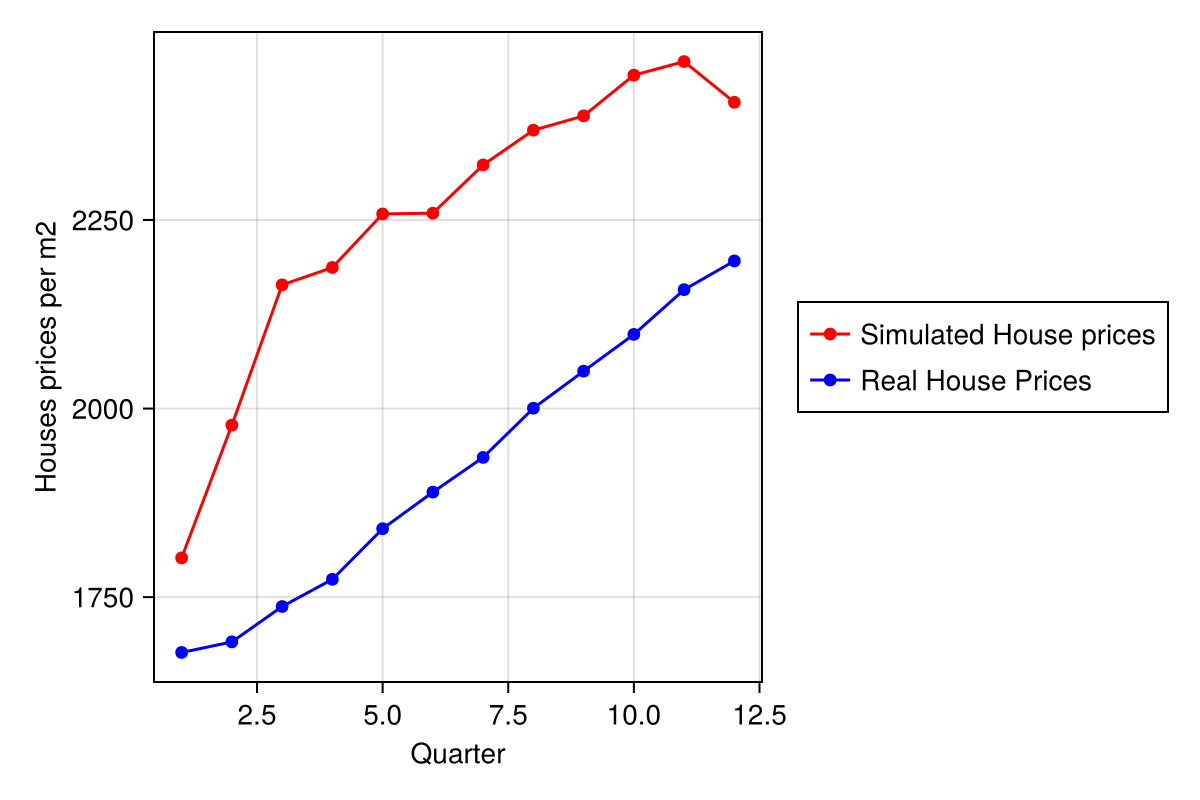 2250
2000
1750
Houses prices per m2
2.5 5.0 7.5 10.0 12.5
Quarter
Simulated House prices
Real House Prices